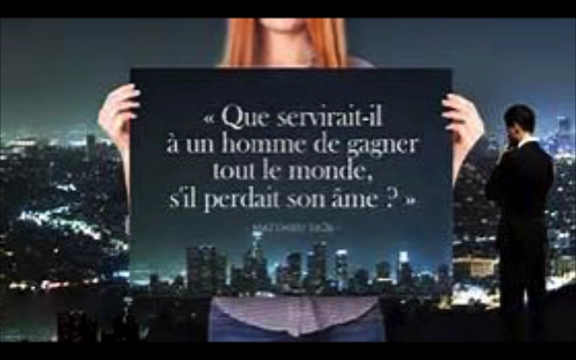 « Que servirait-il
à un homme de gagner
tout le monde,
s'il perdait son âme ? »